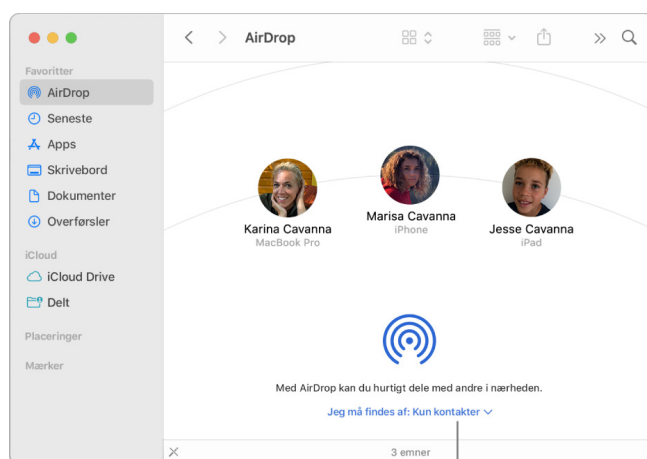 AirDrop
Favoritter
AirDrop
Seneste
Apps
Skrivebord
Dokumenter
Overførsler
iCloud
iCloud Drive
Delt
Placeringer
Mærker
Karina Cavanna
MacBook Pro
Marisa Cavanna
iPhone
Jesse Cavanna
iPad
Med AirDrop kan du hurtigt dele med andre i nærheden.
Jeg må findes af: Kun kontakter
3 emner